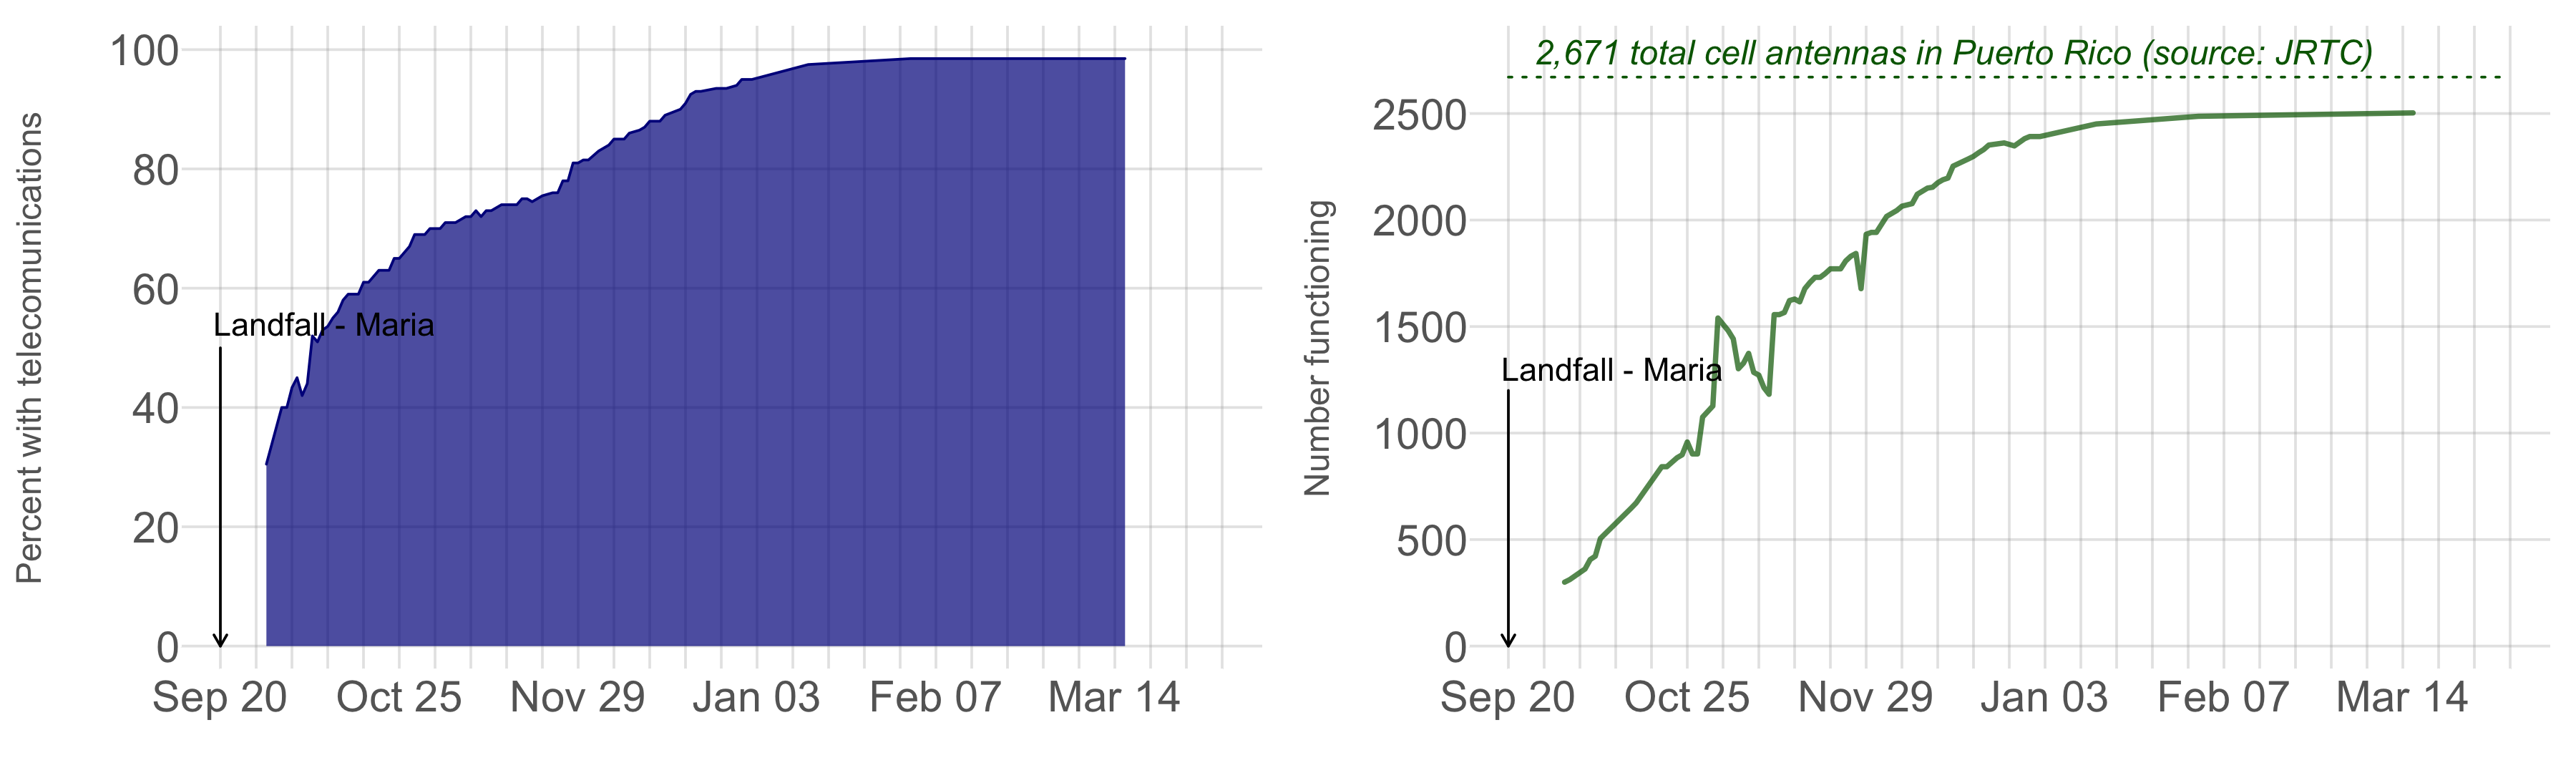 Percent with telecomunications
100
80
60
40
20
0
Landfall - Maria
Sep 20 Oct 25 Nov 29 Jan 03 Feb 07 Mar 14
Number functioning
2,671 total cell antennas in Puerto Rico (source: JRTC)
2500
2000
1500
1000
500
0
Landfall - Maria
Sep 20 Oct 25 Nov 29 Jan 03 Feb 07 Mar 14